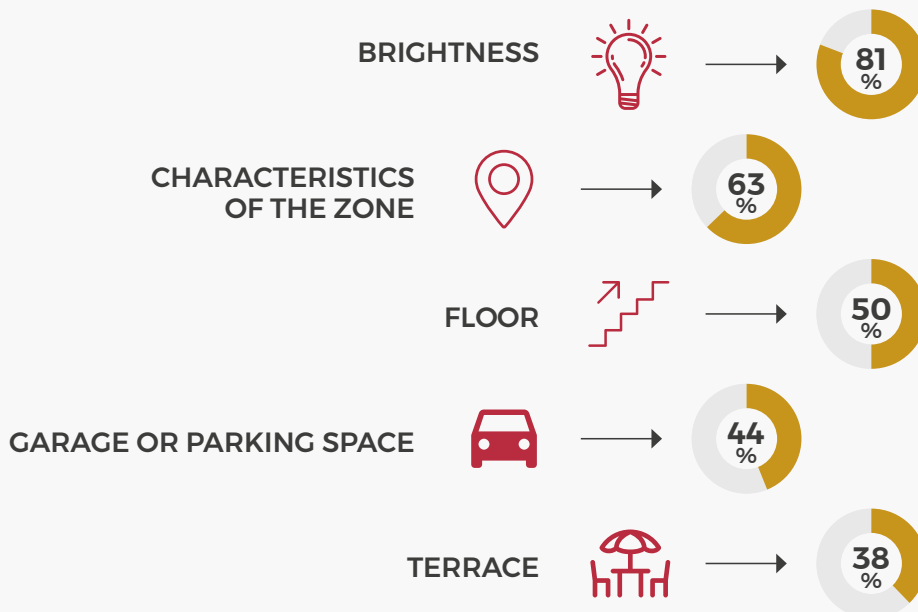 BRIGHTNESS
81
%
CHARACTERISTICS
OF THE ZONE
63
%
FLOOR
50
%
GARAGE OR PARKING SPACE
44
%
TERRACE
38
%